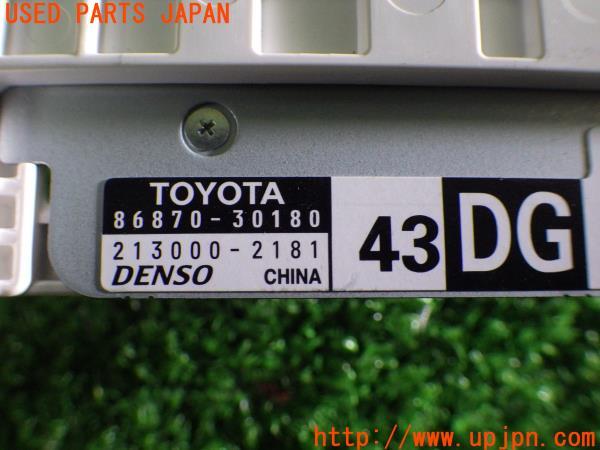 USED PARTS JAPAN
TOYOTA
86870-30180
213000-2181
DENSO CHINA
43 DG
http://www.upjpn.com